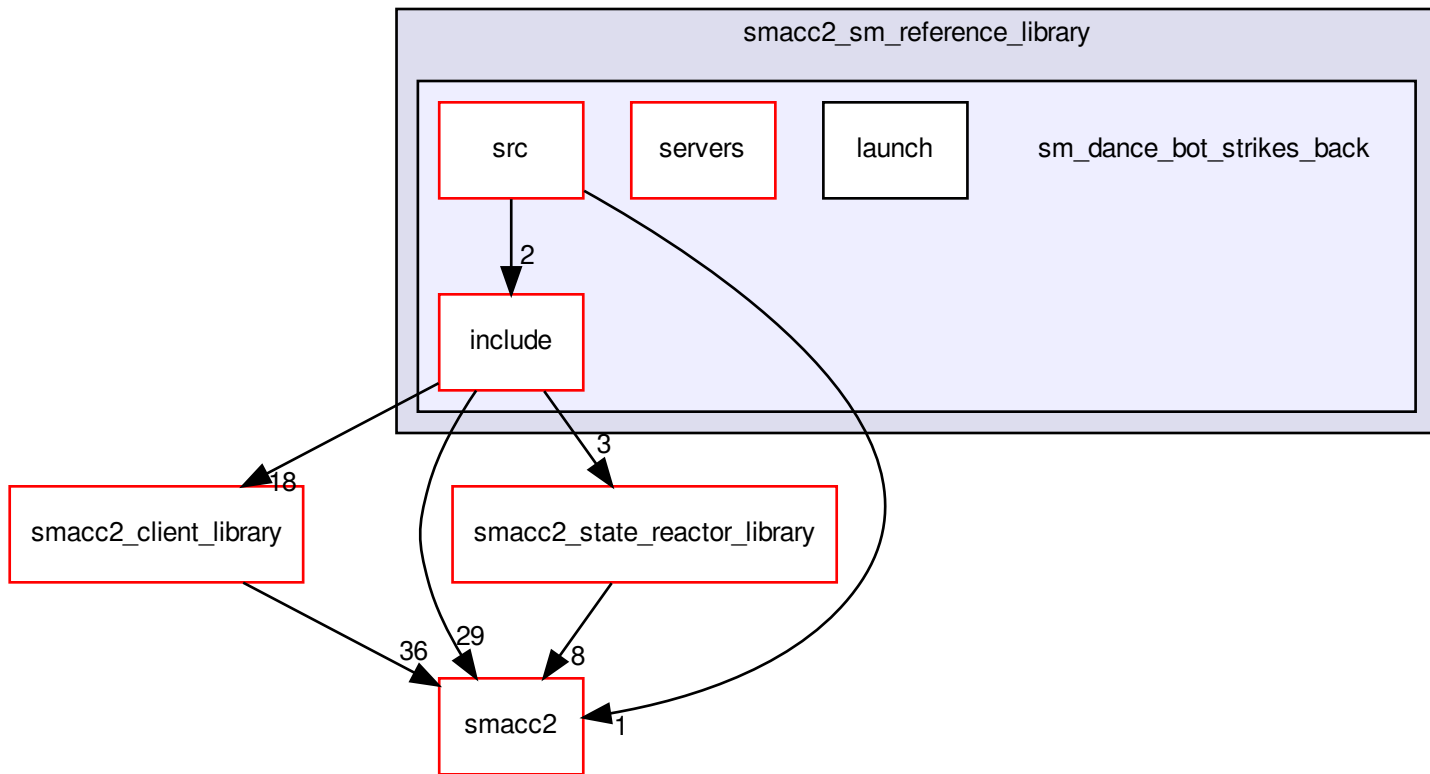 smacc2_sm_reference_library
src
servers
launch
sm_dance_bot_strikes_back
2
include
3
18
smacc2_client_library
smacc2_state_reactor_library
36
29
8
smacc2
1